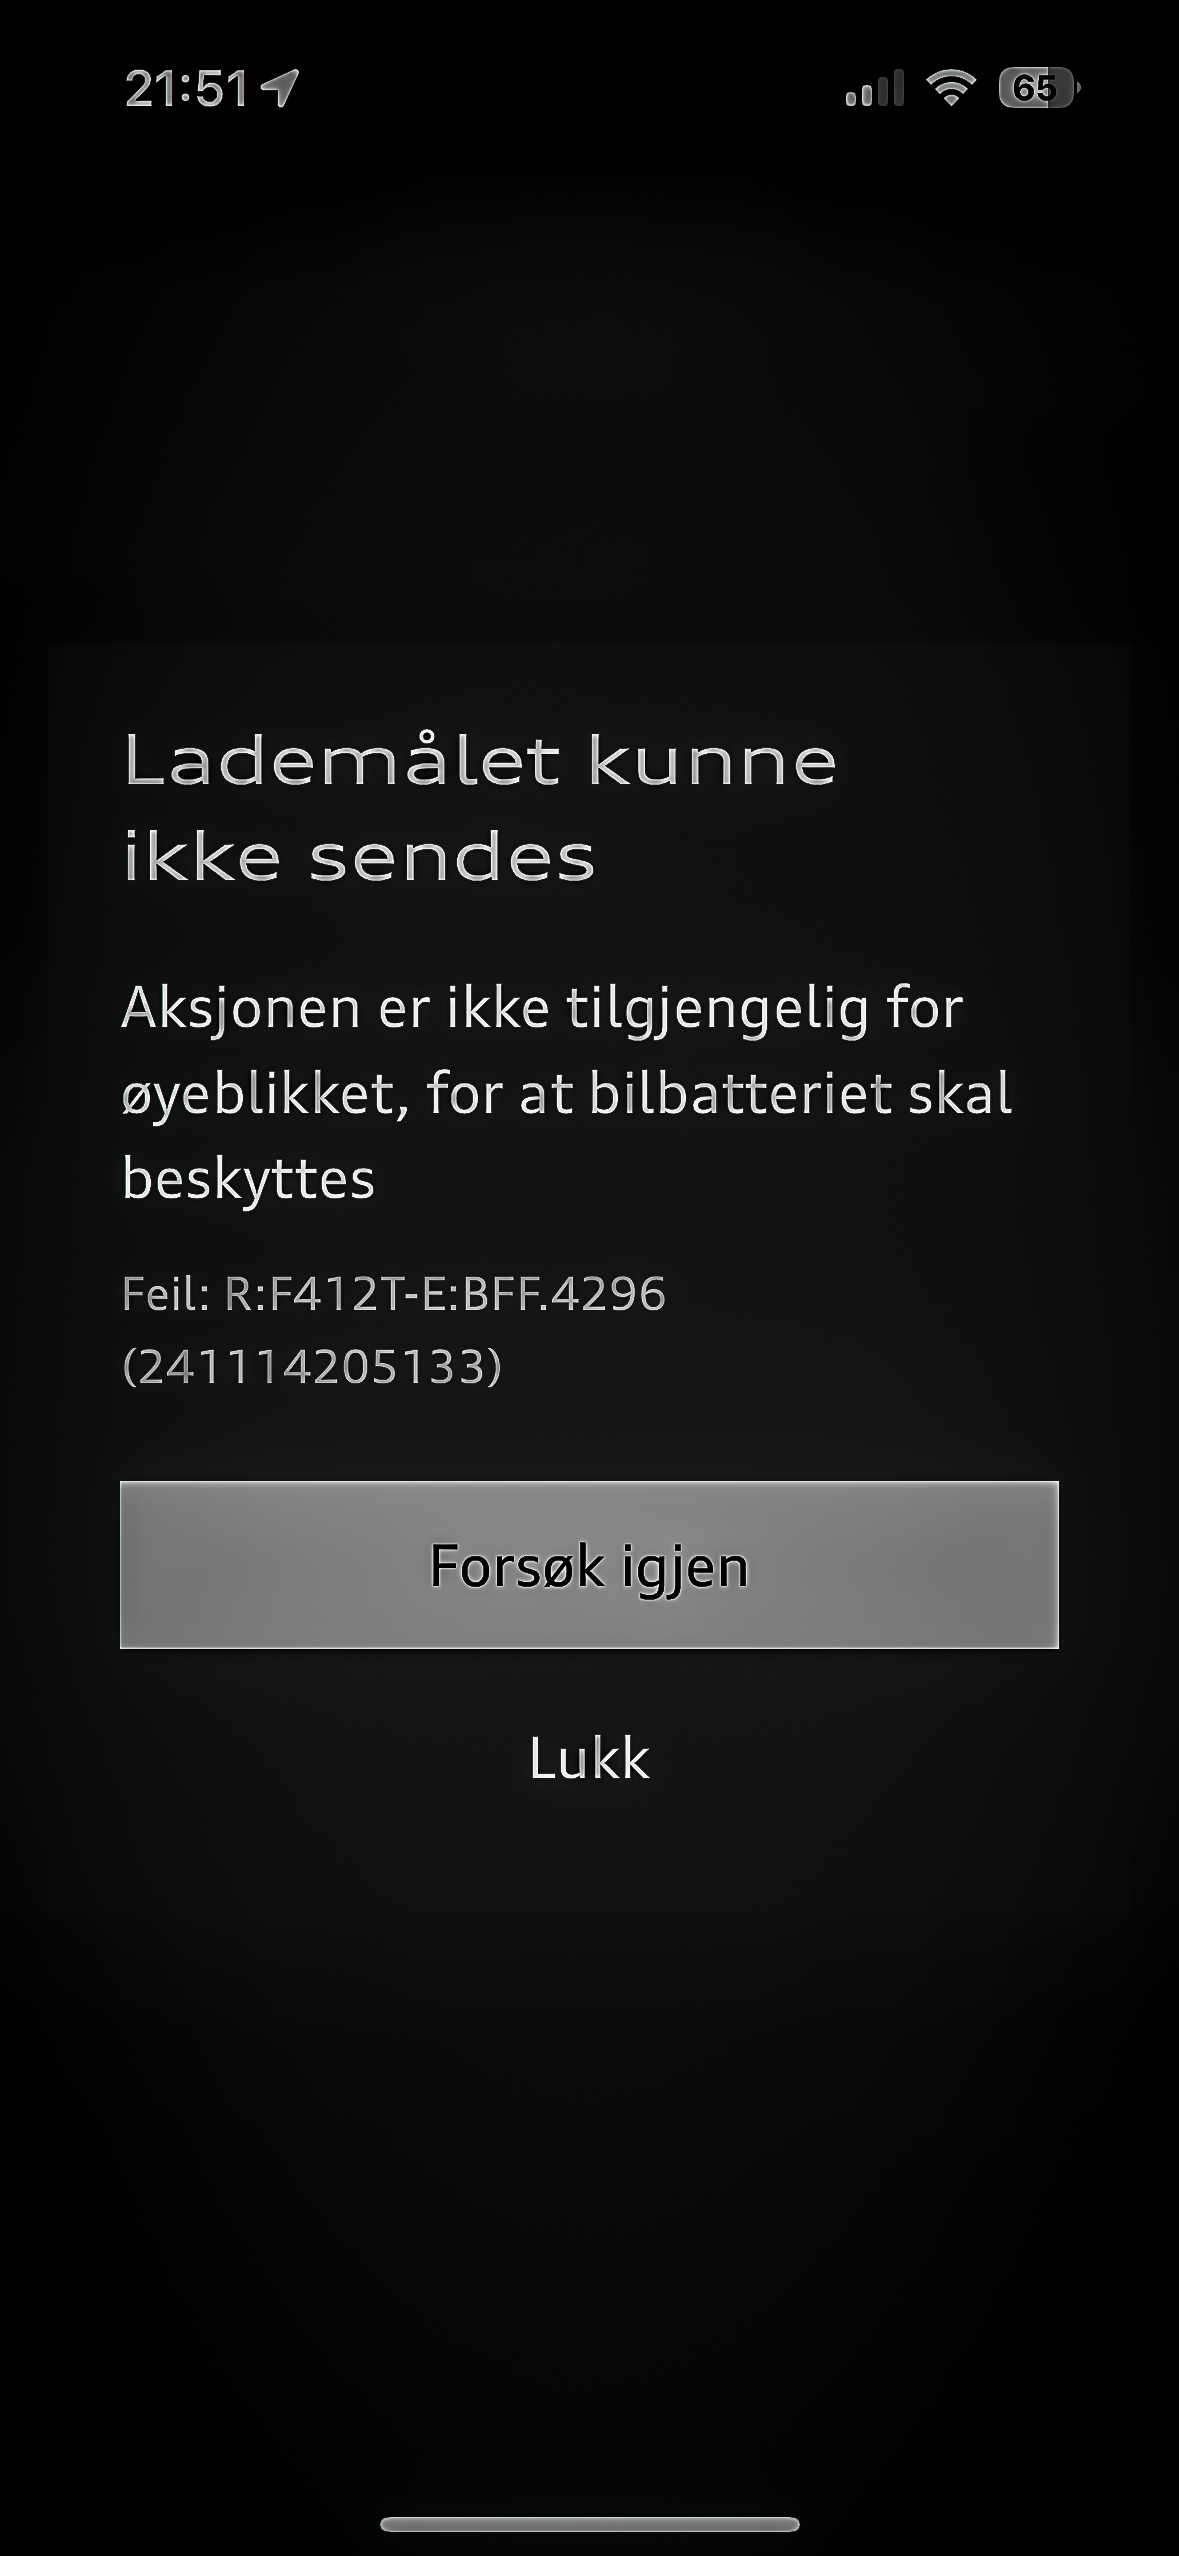 21:51
65
Lademålet kunne
ikke sendes
Aksjonen er ikke tilgjengelig for
øyeblikket, for at bilbatteriet skal
beskyttes
Feil: R:F412T-E:BFF.4296
(241114205133)
Forsøk igjen
Lukk